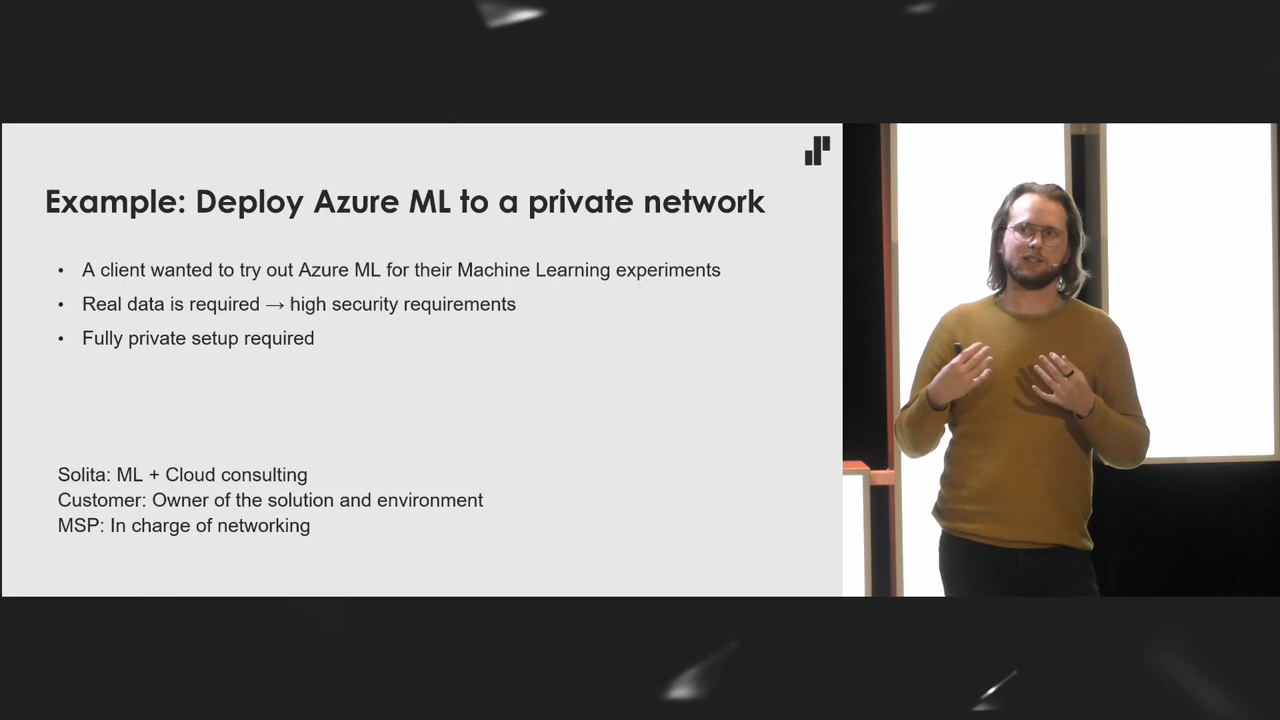 Example: Deploy Azure ML to a private network
• A client wanted to try out Azure ML for their Machine Learning experiments
• Real data is required → high security requirements
• Fully private setup required
Solita: ML + Cloud consulting
Customer: Owner of the solution and environment
MSP: In charge of networking